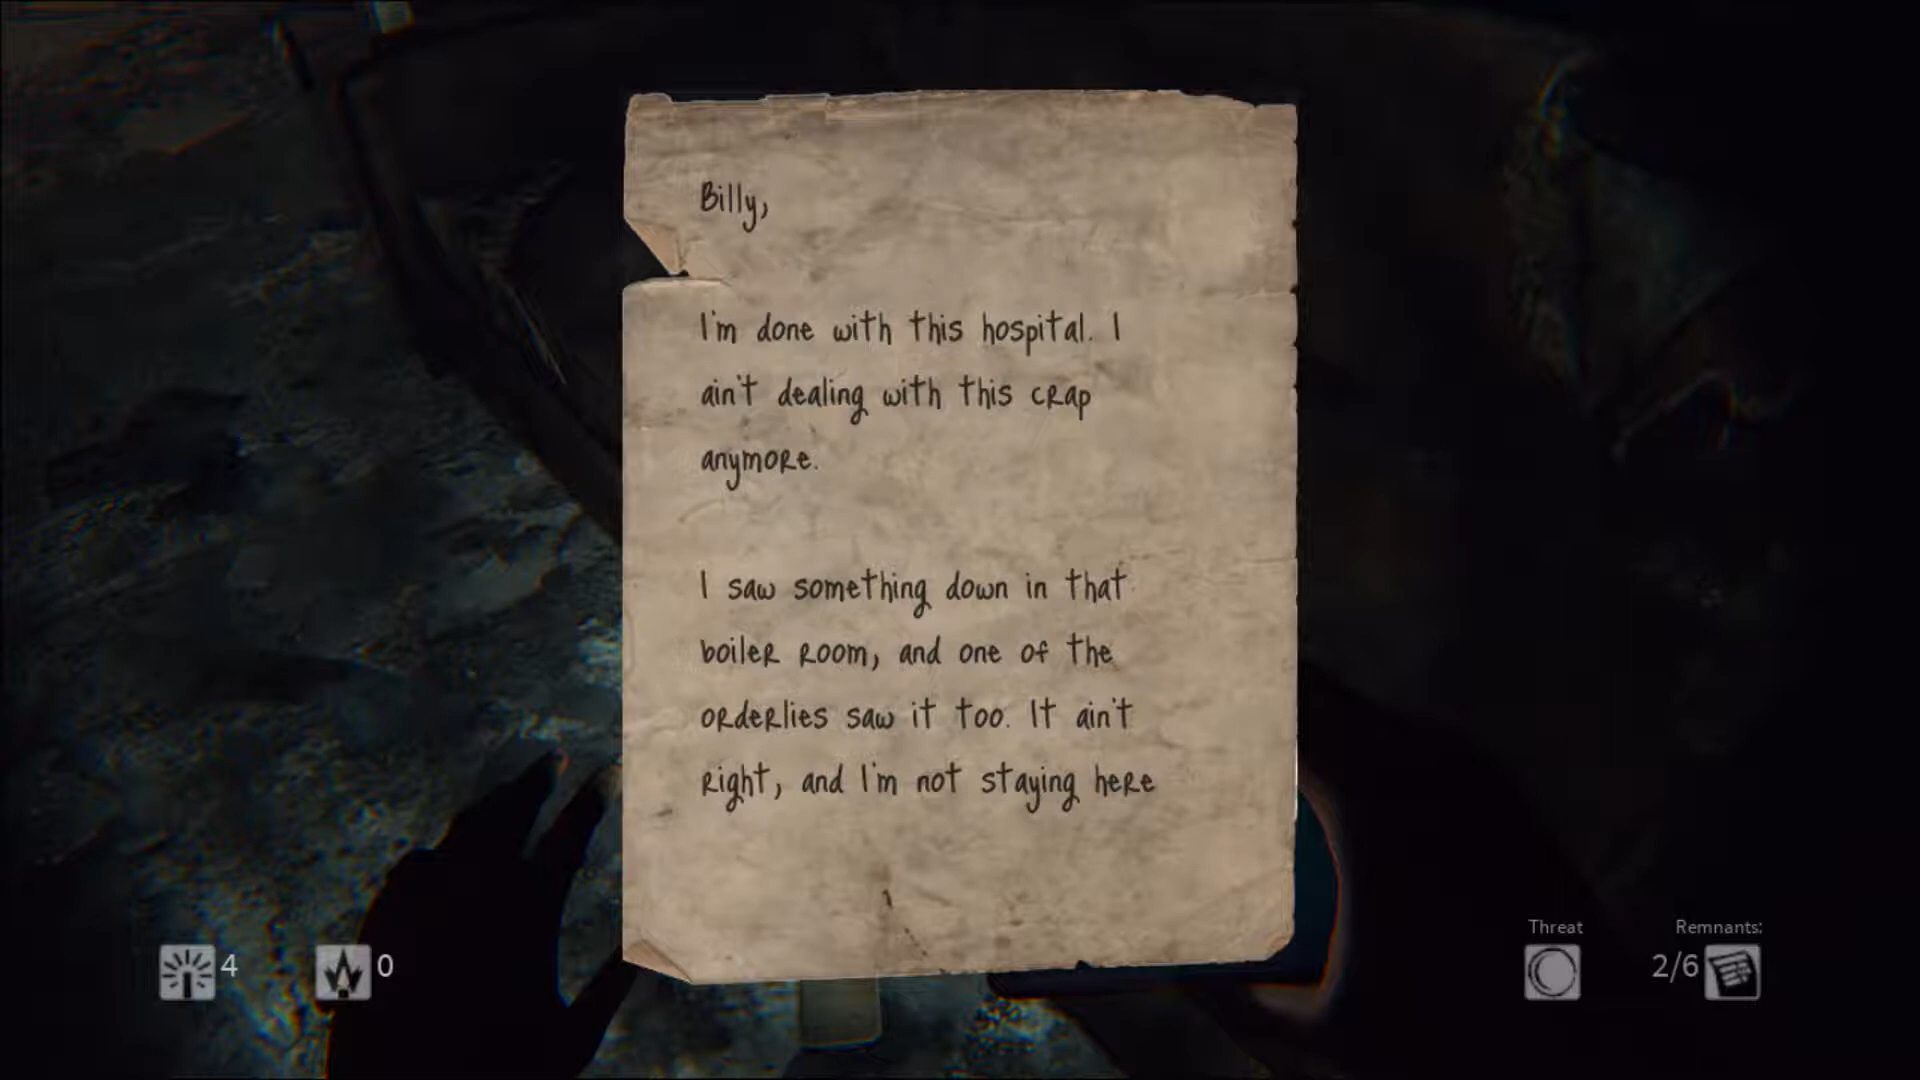 Billy,
I'm done with this hospital. I
ain't dealing with this crap
anymore.
I saw something down in that
boiler room, and one of the
orderlies saw it too. It ain't
right, and I'm not staying here
Threat
Remnants:
4
0
2/6